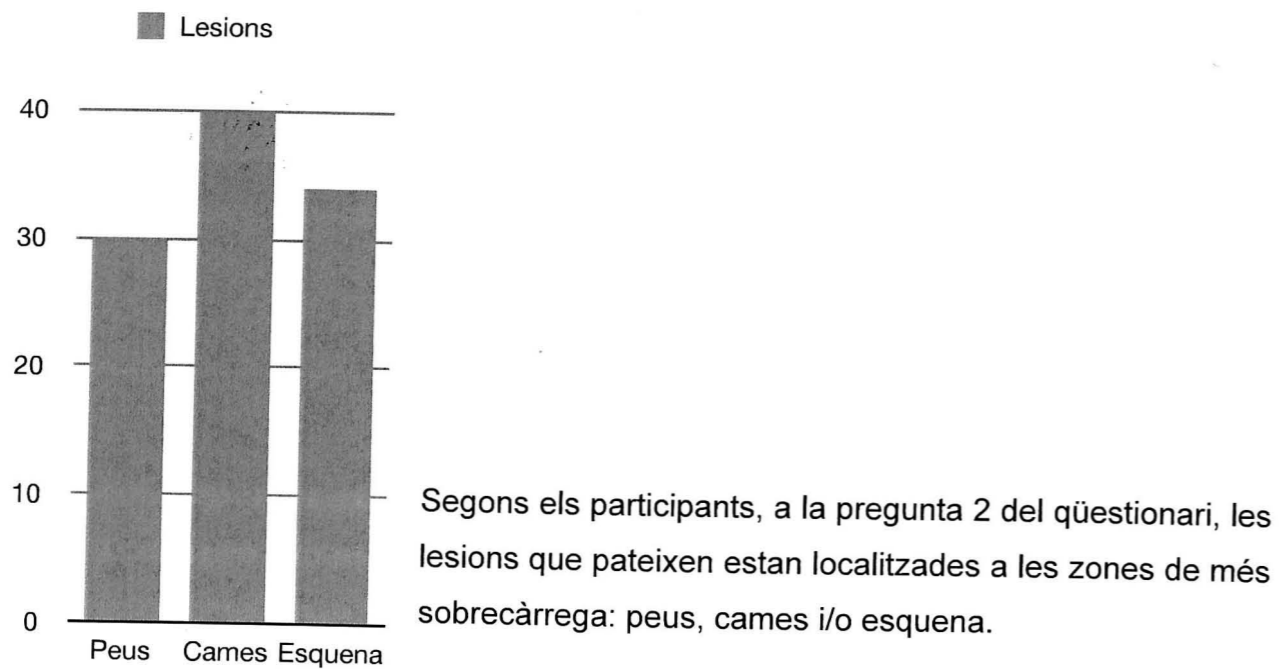 Lesions
40
30
20
10
0
Peus Cames Esquena
Segons els participants, a la pregunta 2 del qüestionari, les
lesions que pateixen estan localitzades a les zones de més
sobrecàrrega: peus, cames i/o esquena.